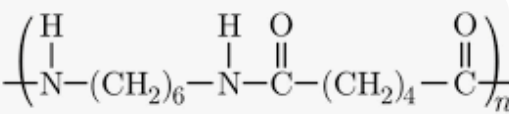 H H O O
(N-(CH₂)₆-N-C-(CH₂)₄-C)n